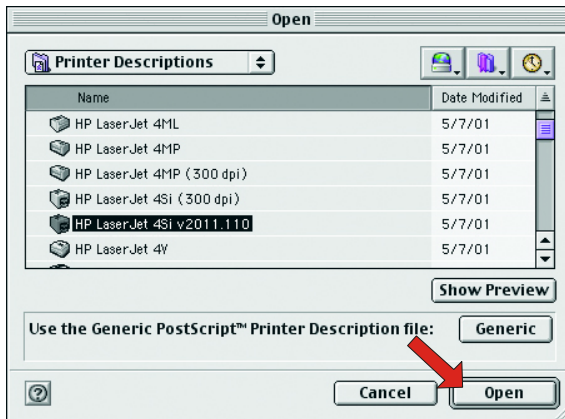 Open
Printer Descriptions
Name Date Modified
HP LaserJet 4ML 5/7/01
HP LaserJet 4MP 5/7/01
HP LaserJet 4MP (300 dpi) 5/7/01
HP LaserJet 4Si (300 dpi) 5/7/01
HP LaserJet 4Si v2011.110 5/7/01
HP LaserJet 4V 5/7/01
Show Preview
Use the Generic PostScript™ Printer Description file: Generic
? Cancel Open